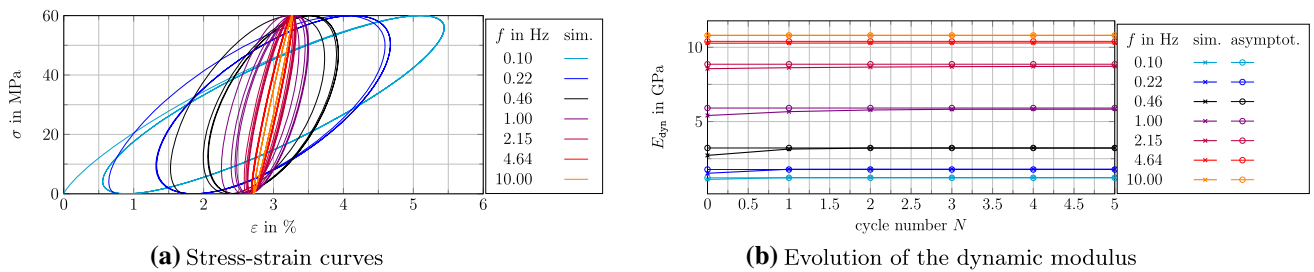 60
40
20
0
σ in MPa
0 1 2 3 4 5 6
ε in %
f in Hz sim.
0.10
0.22
0.46
1.00
2.15
4.64
10.00
(a) Stress-strain curves
10
5
E_dyn in GPa
0 0.5 1 1.5 2 2.5 3 3.5 4 4.5 5
cycle number N
f in Hz sim. asymptot.
0.10
0.22
0.46
1.00
2.15
4.64
10.00
(b) Evolution of the dynamic modulus